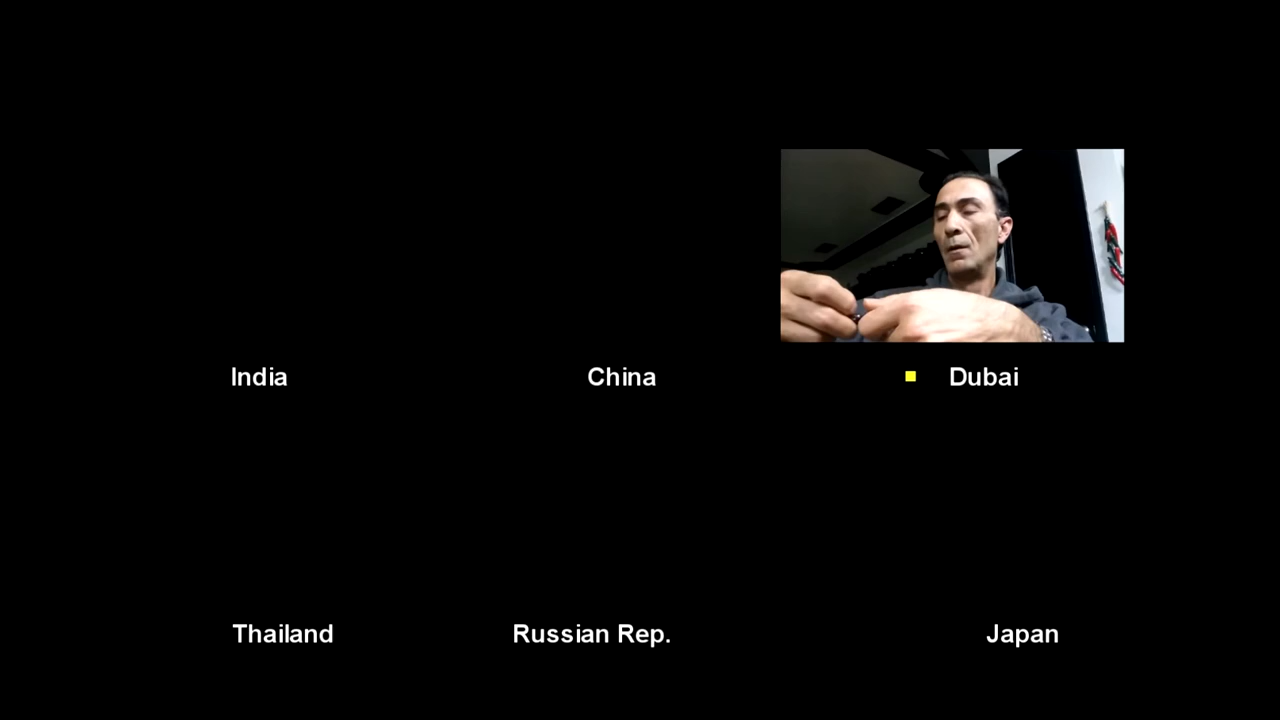 India
China
Dubai
Thailand
Russian Rep.
Japan